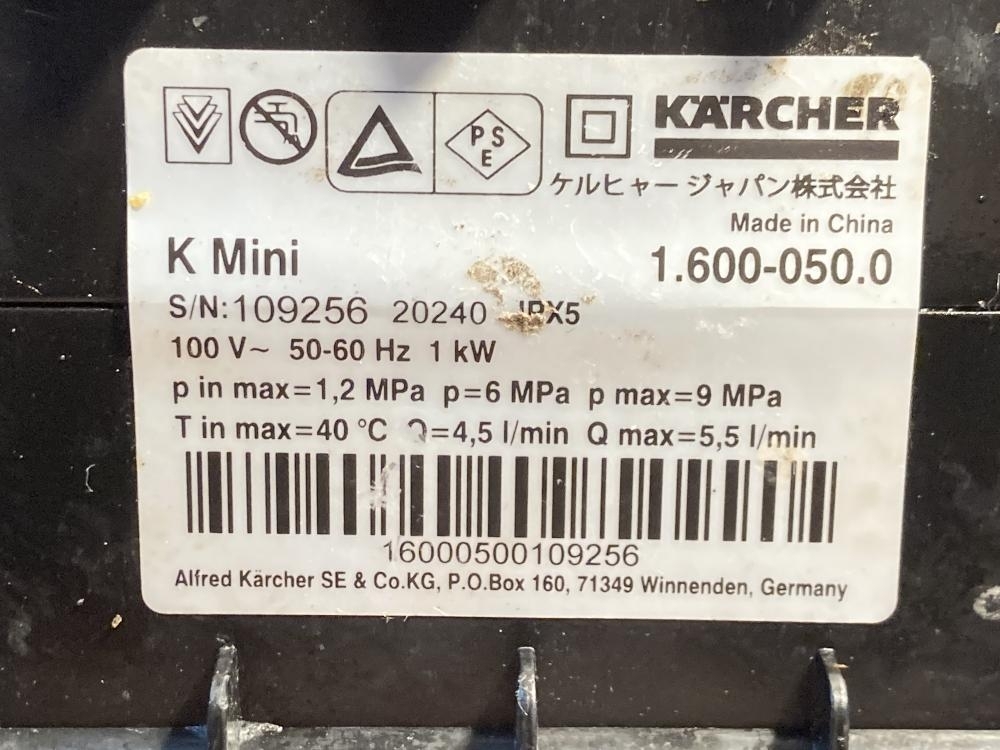 PSE
KÄRCHER
ケルヒャー ジャパン株式会社
Made in China
K Mini
1.600-050.0
S/N:109256 20240 IPX5
100 V~ 50-60 Hz 1 kW
p in max=1,2 MPa p=6 MPa p max=9 MPa
T in max=40 °C Q=4,5 l/min Q max=5,5 l/min
16000500109256
Alfred Kärcher SE & Co.KG, P.O.Box 160, 71349 Winnenden, Germany